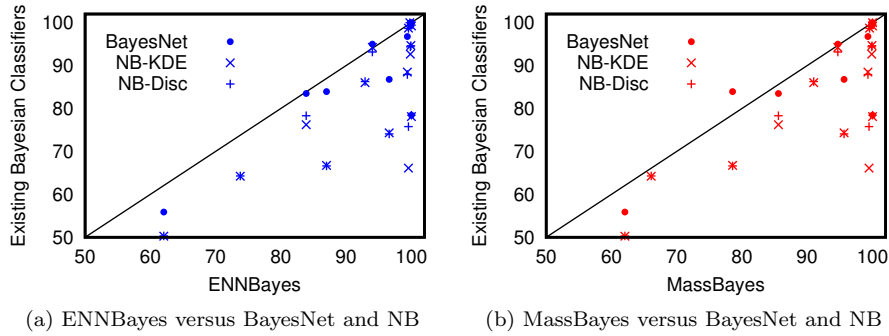 Existing Bayesian Classifiers
100
90
80
70
60
50
BayesNet
NB-KDE
NB-Disc
50 60 70 80 90 100
ENNBayes
(a) ENNBayes versus BayesNet and NB
Existing Bayesian Classifiers
100
90
80
70
60
50
BayesNet
NB-KDE
NB-Disc
50 60 70 80 90 100
MassBayes
(b) MassBayes versus BayesNet and NB